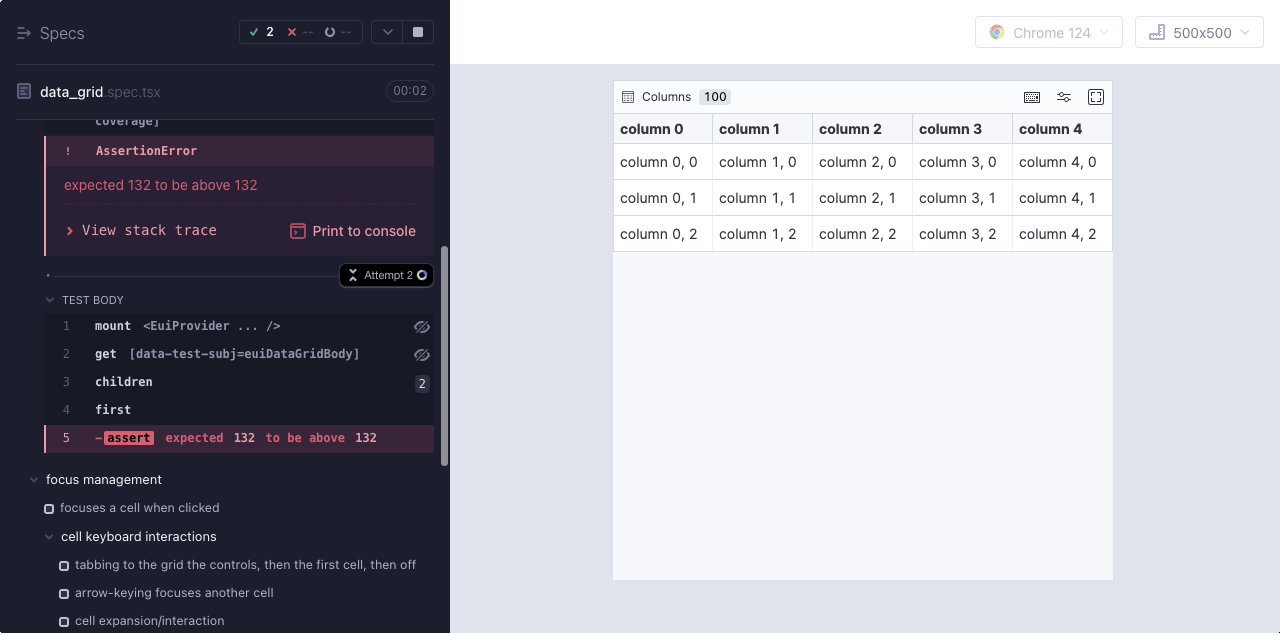 Specs
2 -- --
Chrome 124
500x500
data_grid.spec.tsx
00:02
coverage]
! AssertionError
expected 132 to be above 132
View stack trace
Print to console
Attempt 2
TEST BODY
1 mount <EuiProvider ... />
2 get [data-test-subj=euiDataGridBody]
3 children 2
4 first
5 -assert expected 132 to be above 132
focus management
focuses a cell when clicked
cell keyboard interactions
tabbing to the grid the controls, then the first cell, then off
arrow-keying focuses another cell
cell expansion/interaction
Columns 100
column 0 column 1 column 2 column 3 column 4
column 0, 0 column 1, 0 column 2, 0 column 3, 0 column 4, 0
column 0, 1 column 1, 1 column 2, 1 column 3, 1 column 4, 1
column 0, 2 column 1, 2 column 2, 2 column 3, 2 column 4, 2